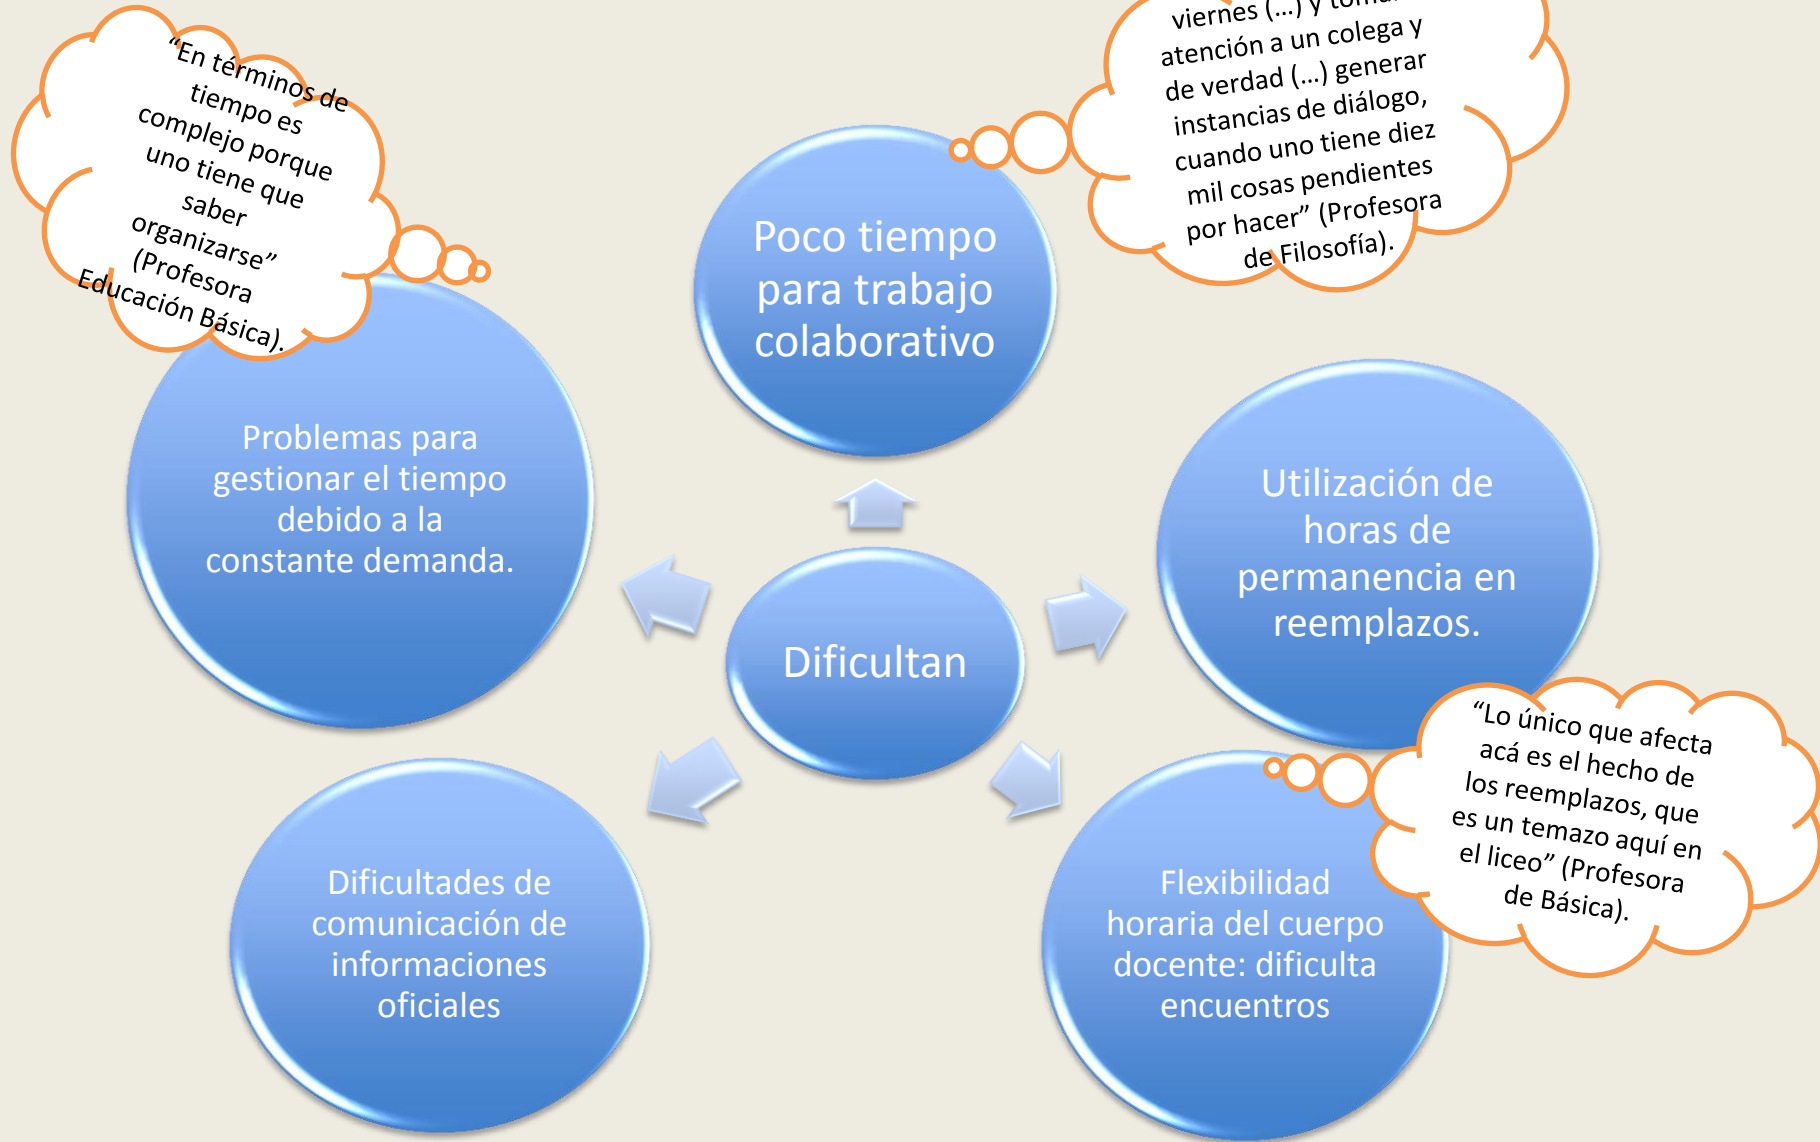 “En términos de
tiempo es
complejo porque
uno tiene que
saber
organizarse”
(Profesora
Educación Básica).
viernes (…) y
atención a un colega y
de verdad (…) generar
instancias de diálogo,
cuando uno tiene diez
mil cosas pendientes
por hacer” (Profesora
de Filosofía).
Poco tiempo
para trabajo
colaborativo
Problemas para
gestionar el tiempo
debido a la
constante demanda.
Utilización de
horas de
permanencia en
reemplazos.
Dificultan
“Lo único que afecta
acá es el hecho de
los reemplazos, que
es un temazo aquí en
el liceo” (Profesora
de Básica).
Dificultades de
comunicación de
informaciones
oficiales
Flexibilidad
horaria del cuerpo
docente: dificulta
encuentros